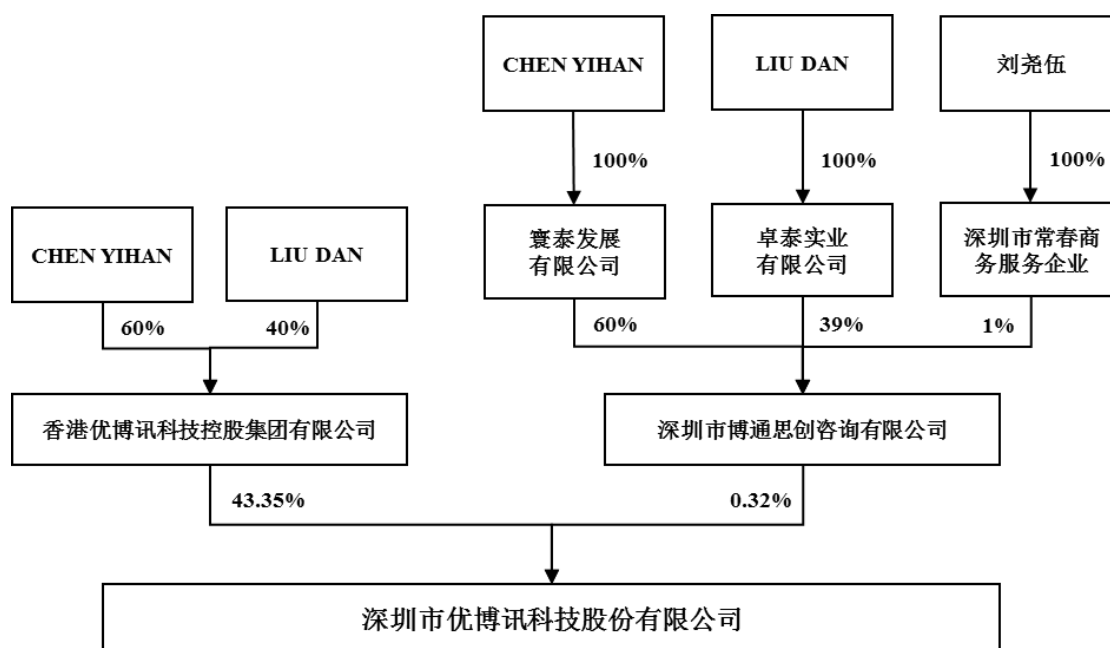 CHEN YIHAN
LIU DAN
刘尧伍
100%
100%
100%
CHEN YIHAN
LIU DAN
寰泰发展
有限公司
卓泰实业
有限公司
深圳市常春商
务服务企业
60%
40%
60%
39%
1%
香港优博讯科技控股集团有限公司
深圳市博通思创咨询有限公司
43.35%
0.32%
深圳市优博讯科技股份有限公司